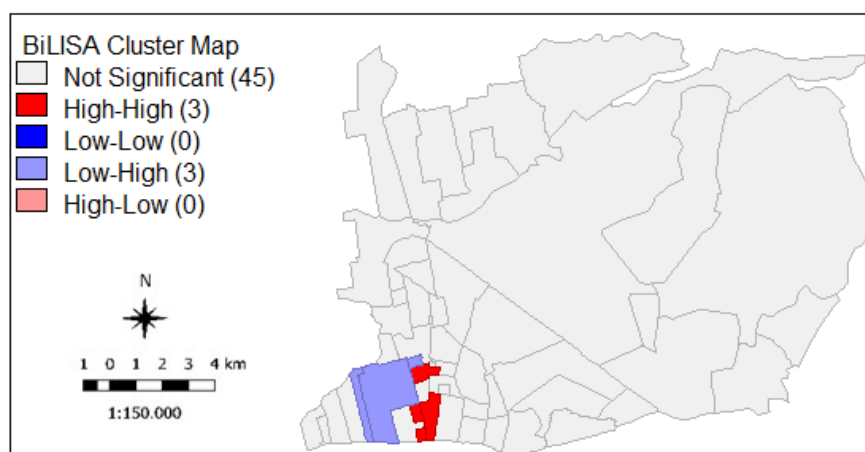 BiLISA Cluster Map
Not Significant (45)
High-High (3)
Low-Low (0)
Low-High (3)
High-Low (0)
N
1 0 1 2 3 4 km
1:150.000